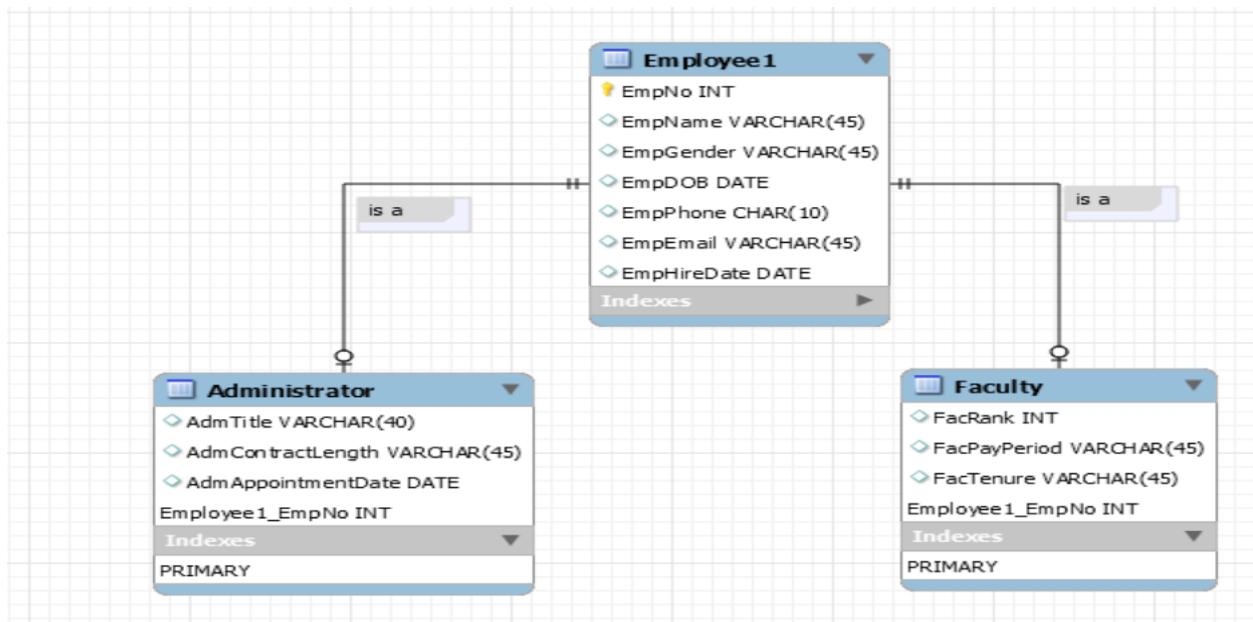 Employee1
EmpNo INT
EmpName VARCHAR(45)
EmpGender VARCHAR(45)
EmpDOB DATE
EmpPhone CHAR(10)
EmpEmail VARCHAR(45)
EmpHireDate DATE
Indexes
is a
is a
Administrator
AdmTitle VARCHAR(40)
AdmContractLength VARCHAR(45)
AdmAppointmentDate DATE
Employee1_EmpNo INT
Indexes
PRIMARY
Faculty
FacRank INT
FacPayPeriod VARCHAR(45)
FacTenure VARCHAR(45)
Employee1_EmpNo INT
Indexes
PRIMARY